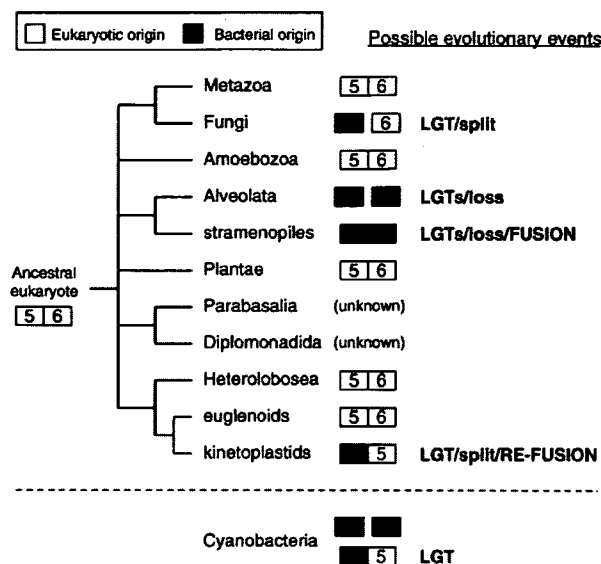 Eukaryotic origin Bacterial origin
Possible evolutionary events
Metazoa 5 6
Fungi 6 LGT/split
Amoebozoa 5 6
Alveolata LGTs/loss
stramenopiles LGTs/loss/FUSION
Ancestral
eukaryote
5 6
Plantae 5 6
Parabasalia (unknown)
Diplomonadida (unknown)
Heterolobosea 5 6
euglenoids 5 6
kinetoplastids 5 LGT/split/RE-FUSION
Cyanobacteria
5 LGT